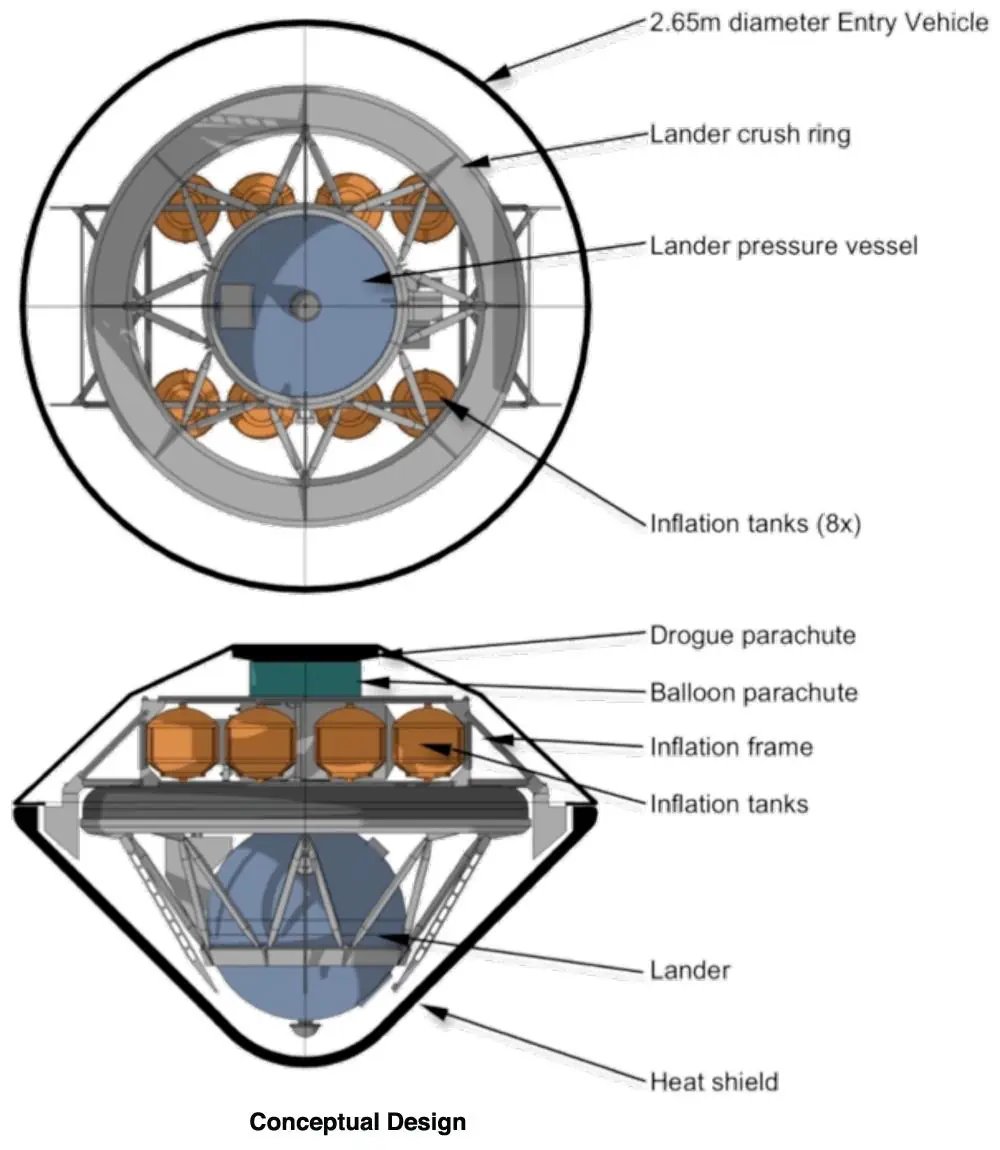 2.65m diameter Entry Vehicle
Lander crush ring
Lander pressure vessel
Inflation tanks (8x)
Drogue parachute
Balloon parachute
Inflation frame
Inflation tanks
Lander
Heat shield
Conceptual Design